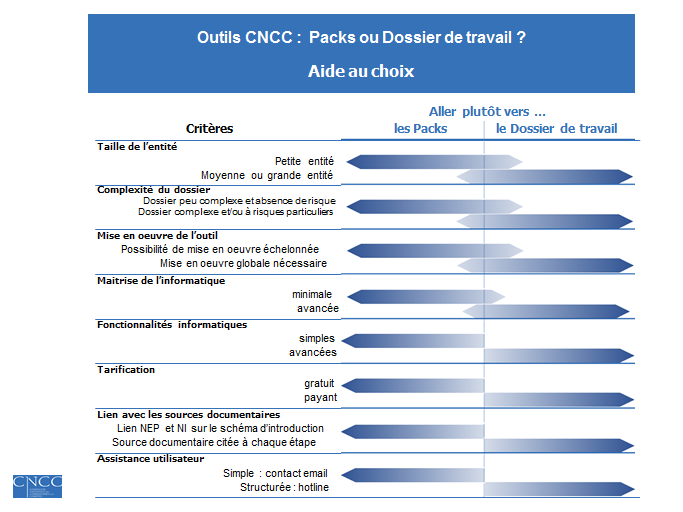 Outils CNCC : Packs ou Dossier de travail ?
Aide au choix
Aller plutôt vers ...
Critères les Packs le Dossier de travail
Taille de l'entité
Petite entité
Moyenne ou grande entité
Complexité du dossier
Dossier peu complexe et absence de risque
Dossier complexe et/ou à risques particuliers
Mise en oeuvre de l'outil
Possibilité de mise en oeuvre échelonnée
Mise en oeuvre globale nécessaire
Maitrise de l'informatique
minimale
avancée
Fonctionnalités informatiques
simples
avancées
Tarification
gratuit
payant
Lien avec les sources documentaires
Lien NEP et NI sur le schéma d'introduction
Source documentaire citée à chaque étape
Assistance utilisateur
Simple : contact email
Structurée : hotline
CNCC